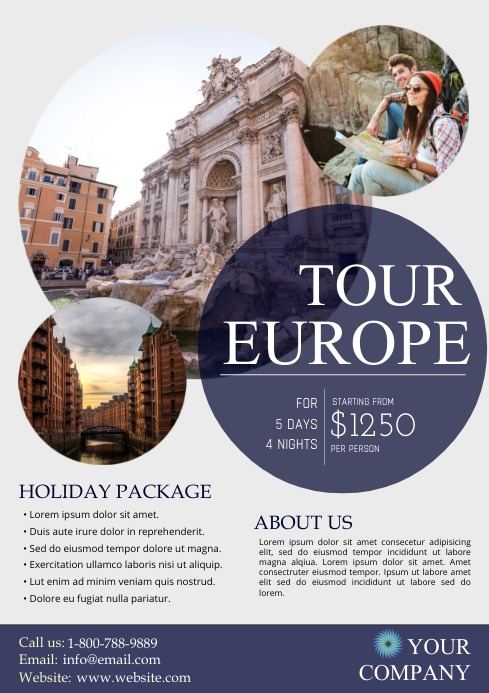 TOUR
EUROPE
FOR
5 DAYS
4 NIGHTS
STARTING FROM
$1250
PER PERSON
HOLIDAY PACKAGE
• Lorem ipsum dolor sit amet.
• Duis aute irure dolor in reprehenderit.
• Sed do eiusmod tempor dolore ut magna.
• Exercitation ullamco laboris nisi ut aliquip.
• Lut enim ad minim veniam quis nostrud.
• Dolore eu fugiat nulla pariatur.
ABOUT US
Lorem ipsum dolor sit amet consectetur adipisicing
elit, sed do eiusmod tempor incididunt ut labore
magna alqiua. Lorem ipsum dolor sit amet. Amet
consectruter eiusmod tempor. Ipsum ut labore amet
elit sed do eiusmod incididunt ut labore sed do
lorem.
Call us: 1-800-788-9889
Email: info@email.com
Website: www.website.com
YOUR
COMPANY